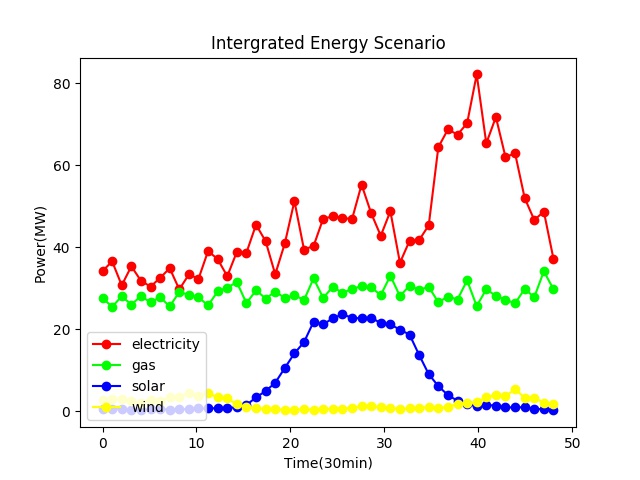 Intergrated Energy Scenario
Power(MW)
80
60
40
20
0
electricity
gas
solar
wind
0
10
20
30
40
50
Time(30min)